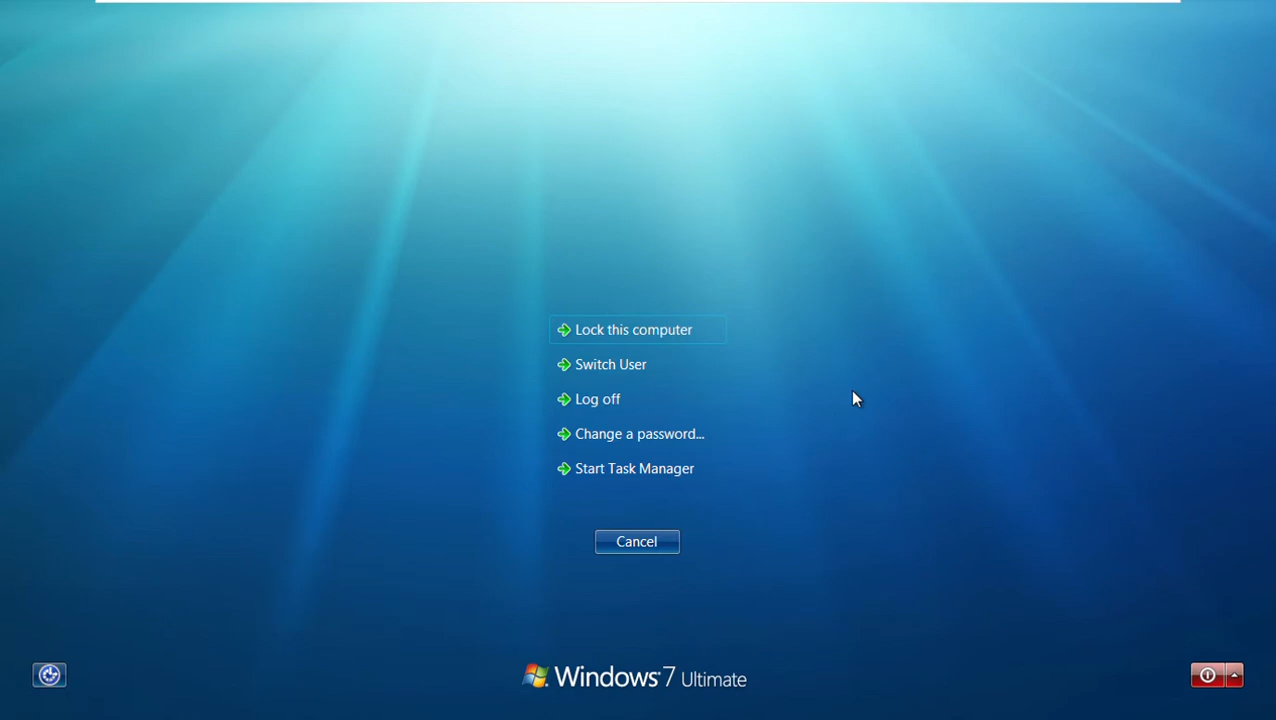 Lock this computer
Switch User
Log off
Change a password...
Start Task Manager
Cancel
Windows 7 Ultimate